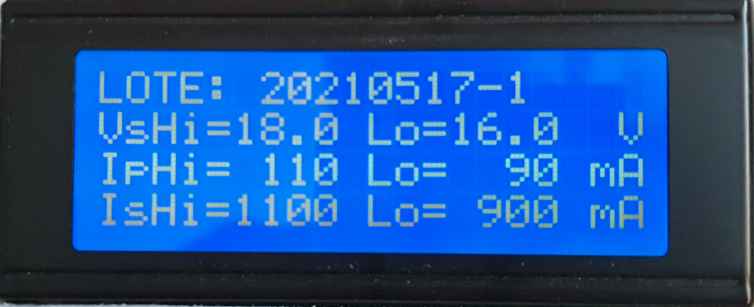 LOTE: 20210517-1
VsHi=18.0 Lo=16.0 V
IpHi= 110 Lo= 90 mA
IsHi=1100 Lo= 900 mA